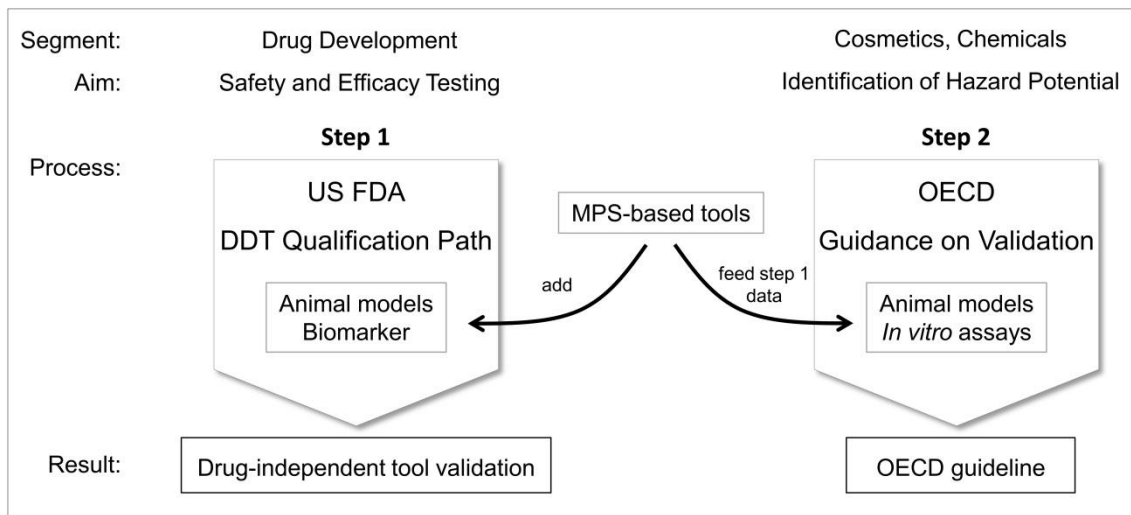 Segment: Drug Development Cosmetics, Chemicals
Aim: Safety and Efficacy Testing Identification of Hazard Potential
Step 1 Step 2
Process:
US FDA
DDT Qualification Path
Animal models
Biomarker
MPS-based tools
add
feed step 1
data
OECD
Guidance on Validation
Animal models
In vitro assays
Result: Drug-independent tool validation OECD guideline